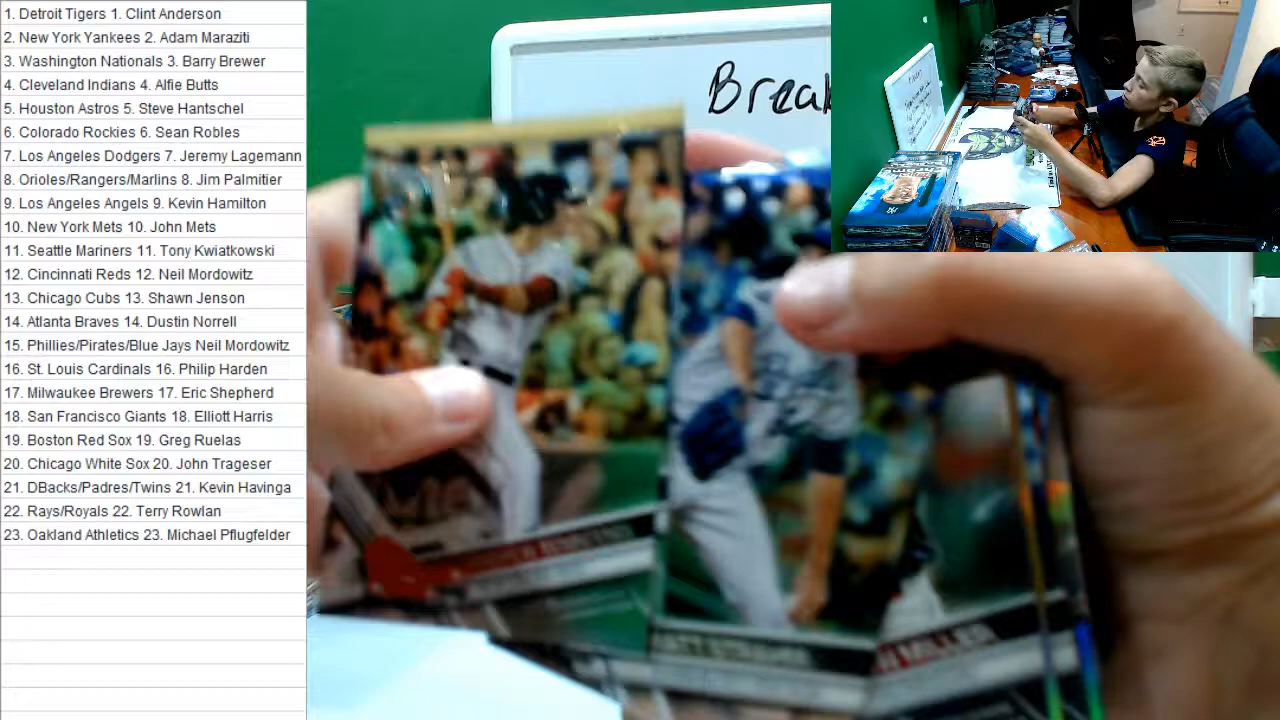 1. Detroit Tigers 1. Clint Anderson
2. New York Yankees 2. Adam Maraziti
3. Washington Nationals 3. Barry Brewer
4. Cleveland Indians 4. Alfie Butts
5. Houston Astros 5. Steve Hantschel
6. Colorado Rockies 6. Sean Robles
7. Los Angeles Dodgers 7. Jeremy Lagemann
8. Orioles/Rangers/Marlins 8. Jim Palmitier
9. Los Angeles Angels 9. Kevin Hamilton
10. New York Mets 10. John Mets
11. Seattle Mariners 11. Tony Kwiatkowski
12. Cincinnati Reds 12. Neil Mordowitz
13. Chicago Cubs 13. Shawn Jenson
14. Atlanta Braves 14. Dustin Norrell
15. Phillies/Pirates/Blue Jays Neil Mordowitz
16. St. Louis Cardinals 16. Philip Harden
17. Milwaukee Brewers 17. Eric Shepherd
18. San Francisco Giants 18. Elliott Harris
19. Boston Red Sox 19. Greg Ruelas
20. Chicago White Sox 20. John Trageser
21. DBacks/Padres/Twins 21. Kevin Havinga
22. Rays/Royals 22. Terry Rowlan
23. Oakland Athletics 23. Michael Pflugfelder
Break
MILLER